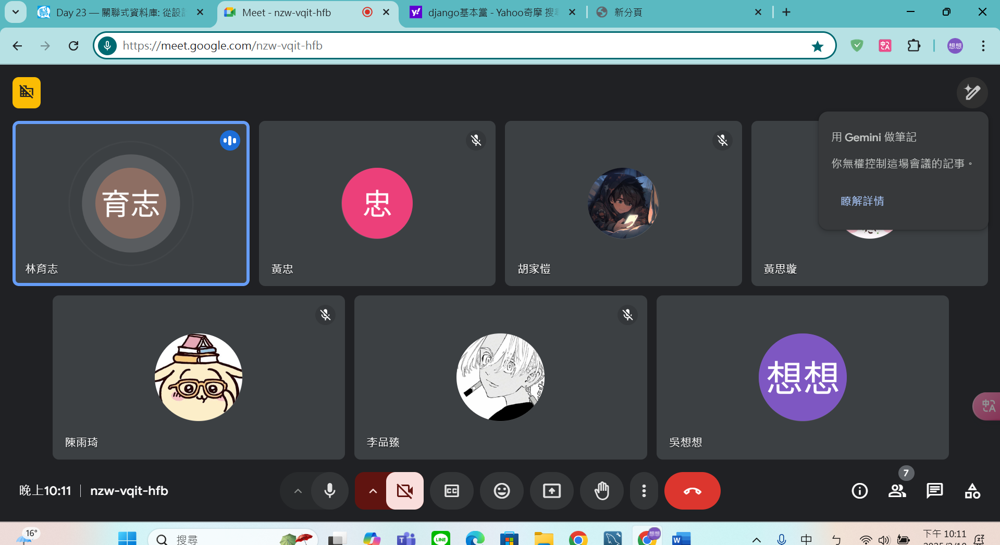 Day 23 — 關聯式資料庫: 從設
Meet - nzw-vqit-hfb
django基本黨 - Yahoo奇摩 搜
新分頁
https://meet.google.com/nzw-vqit-hfb
想想
用 Gemini 做筆記
你無權控制這場會議的記事。
瞭解詳情
育志
林育志
忠
黃忠
胡家愷
黃思璇
陳雨琦
李品臻
想想
吳想想
7
晚上10:11
nzw-vqit-hfb
16°
搜尋
中
ㄅ
下午 10:11